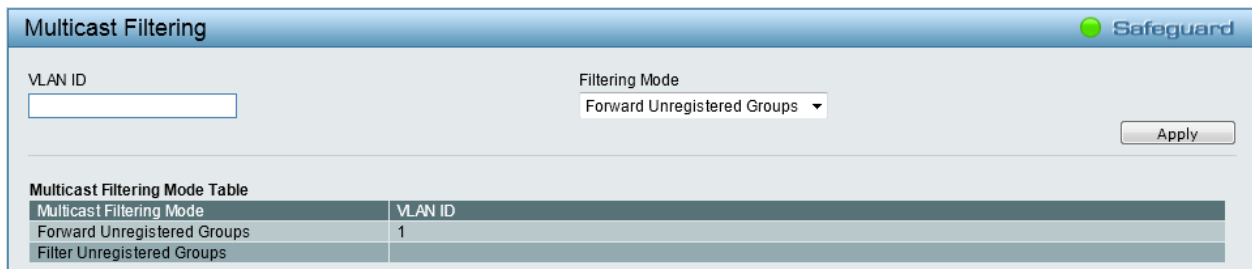 Multicast Filtering
Safeguard
VLAN ID
Filtering Mode
Forward Unregistered Groups
Apply
Multicast Filtering Mode Table
Multicast Filtering Mode VLAN ID
Forward Unregistered Groups 1
Filter Unregistered Groups